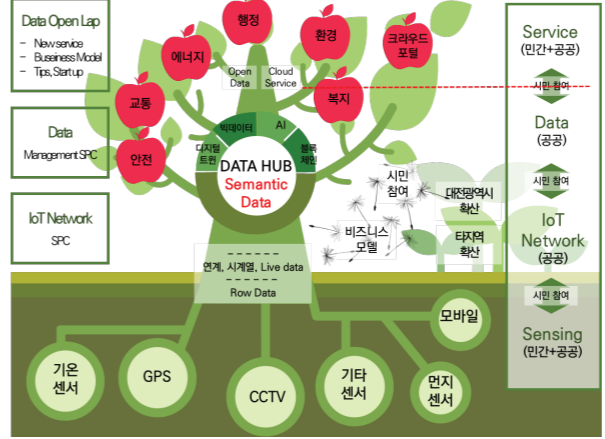 Data Open Lap
- New service
- Buseiness Model
- Tips, Start up
Data
Management SPC
IoT Network
SPC
행정
에너지
환경
크라우드
포털
교통
복지
안전
Open
Data
Cloud
Service
빅데이터
AI
디지털
트윈
블록
체인
DATA HUB
Semantic
Data
시민
참여
비즈니스
모델
대전광역시
확산
타지역
확산
연계, 시계열, Live data
Row Data
기온
센서
GPS
CCTV
기타
센서
먼지
센서
모바일
Service
(민간+공공)
시민 참여
Data
(공공)
시민 참여
IoT
Network
(공공)
시민 참여
Sensing
(민간+공공)